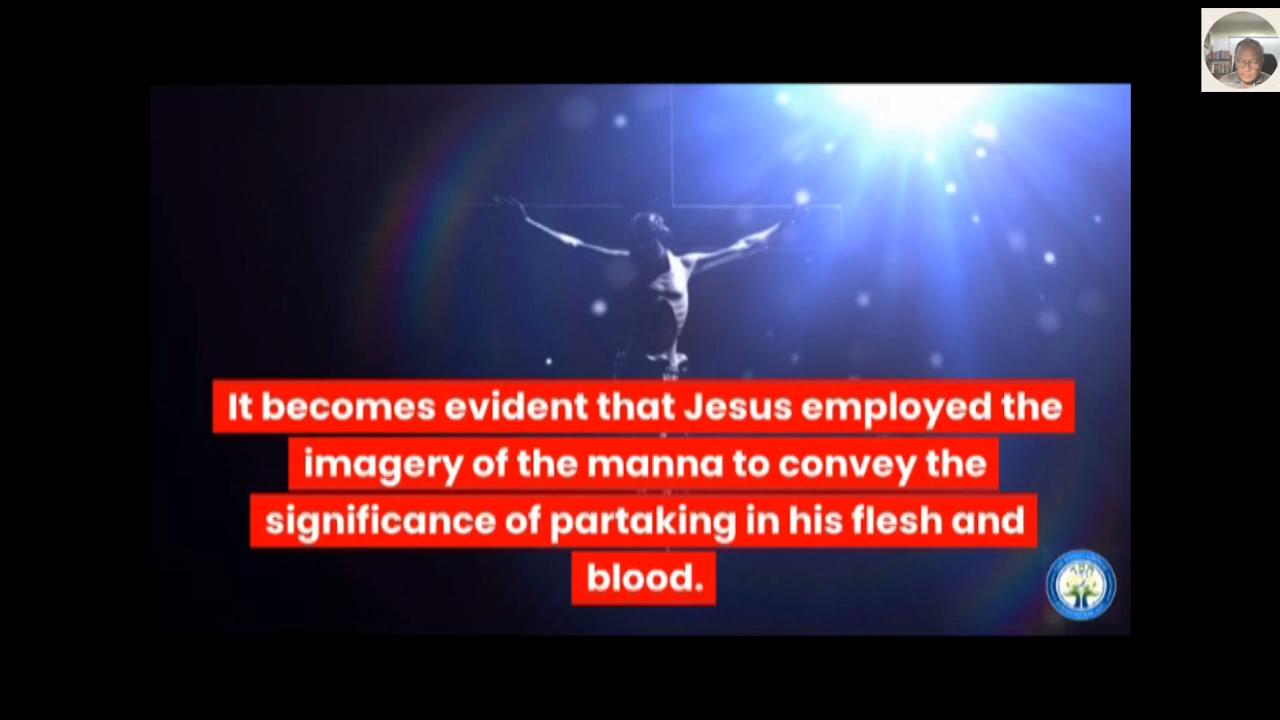 It becomes evident that Jesus employed the
imagery of the manna to convey the
significance of partaking in his flesh and
blood.